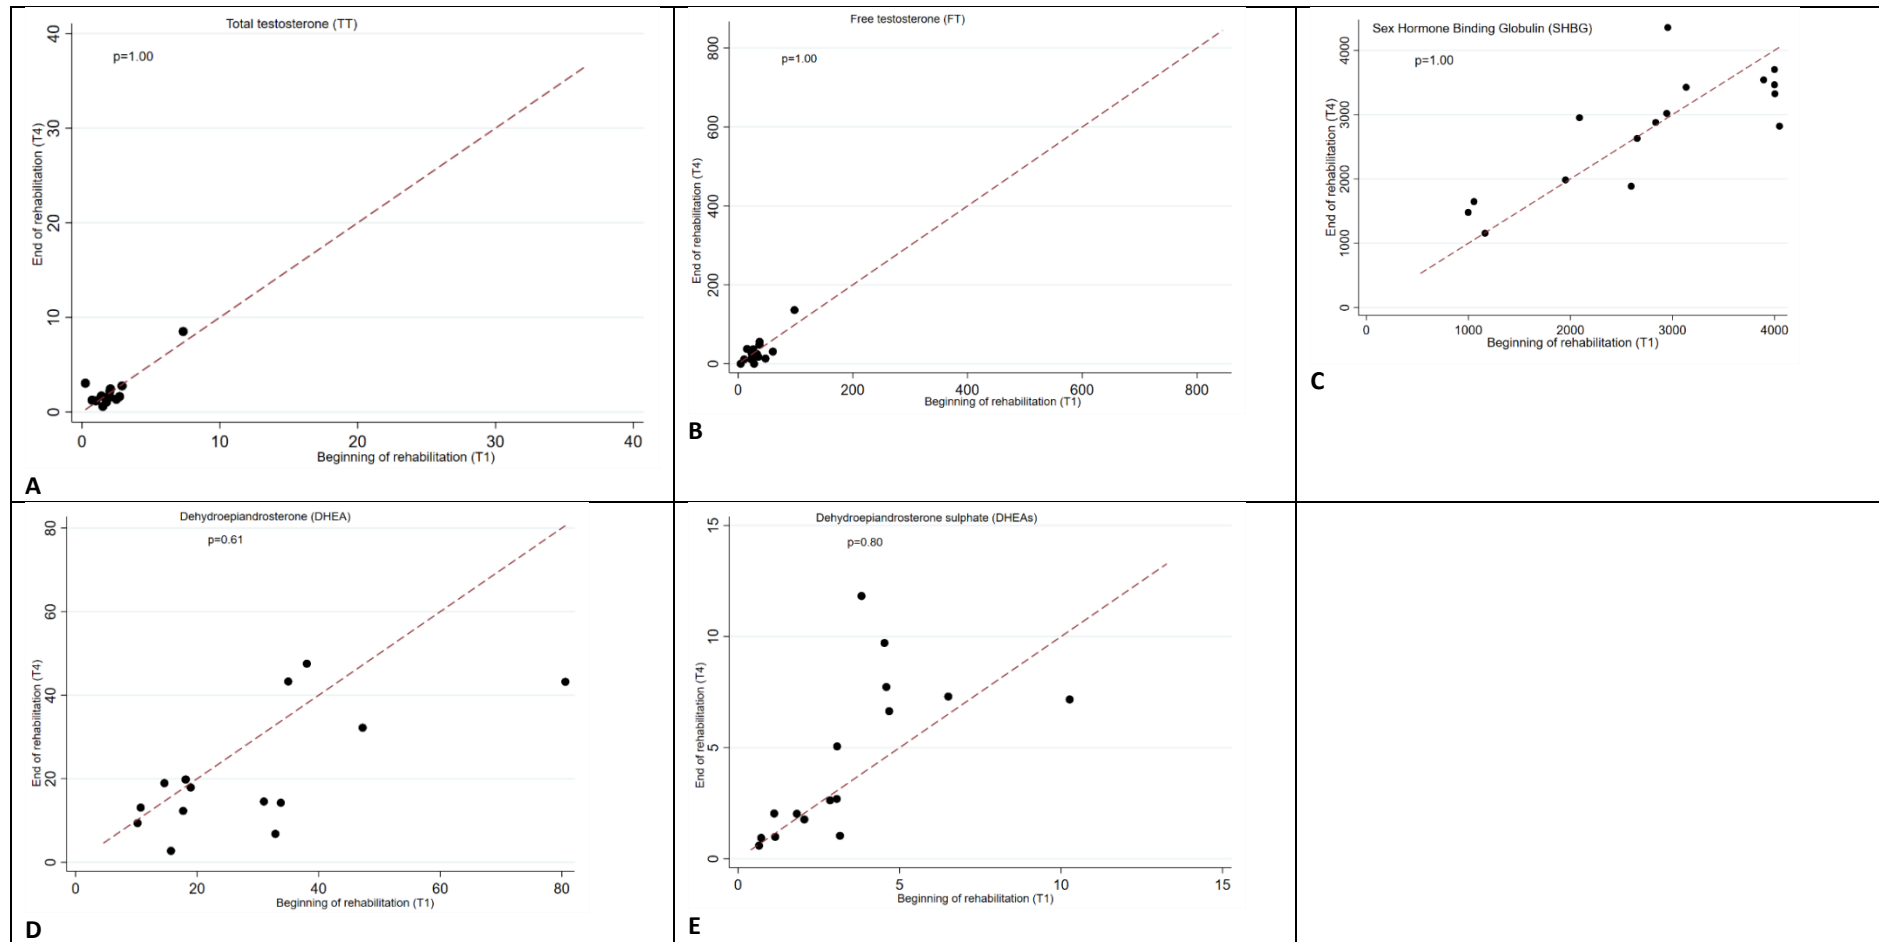 Total testosterone (TT)
p=1.00
40
30
20
10
0
End of rehabilitation (T4)
0 10 20 30 40
Beginning of rehabilitation (T1)
A
Free testosterone (FT)
p=1.00
800
600
400
200
0
End of rehabilitation (T4)
0 200 400 600 800
Beginning of rehabilitation (T1)
B
Sex Hormone Binding Globulin (SHBG)
p=1.00
4000
3000
2000
1000
0
End of rehabilitation (T4)
0 1000 2000 3000 4000
Beginning of rehabilitation (T1)
C
Dehydroepiandrosterone (DHEA)
p=0.61
80
60
40
20
0
End of rehabilitation (T4)
0 20 40 60 80
Beginning of rehabilitation (T1)
D
Dehydroepiandrosterone sulphate (DHEAs)
p=0.80
15
10
5
0
End of rehabilitation (T4)
0 5 10 15
Beginning of rehabilitation (T1)
E